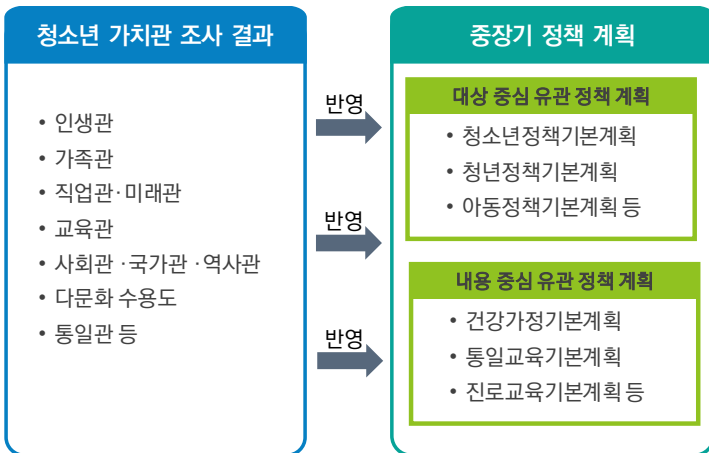 청소년 가치관 조사 결과
• 인생관
• 가족관
• 직업관·미래관
• 교육관
• 사회관 ·국가관 ·역사관
• 다문화 수용도
• 통일관 등
반영
반영
반영
중장기 정책 계획
대상 중심 유관 정책 계획
• 청소년정책기본계획
• 청년정책기본계획
• 아동정책기본계획 등
내용 중심 유관 정책 계획
• 건강가정기본계획
• 통일교육기본계획
• 진로교육기본계획 등